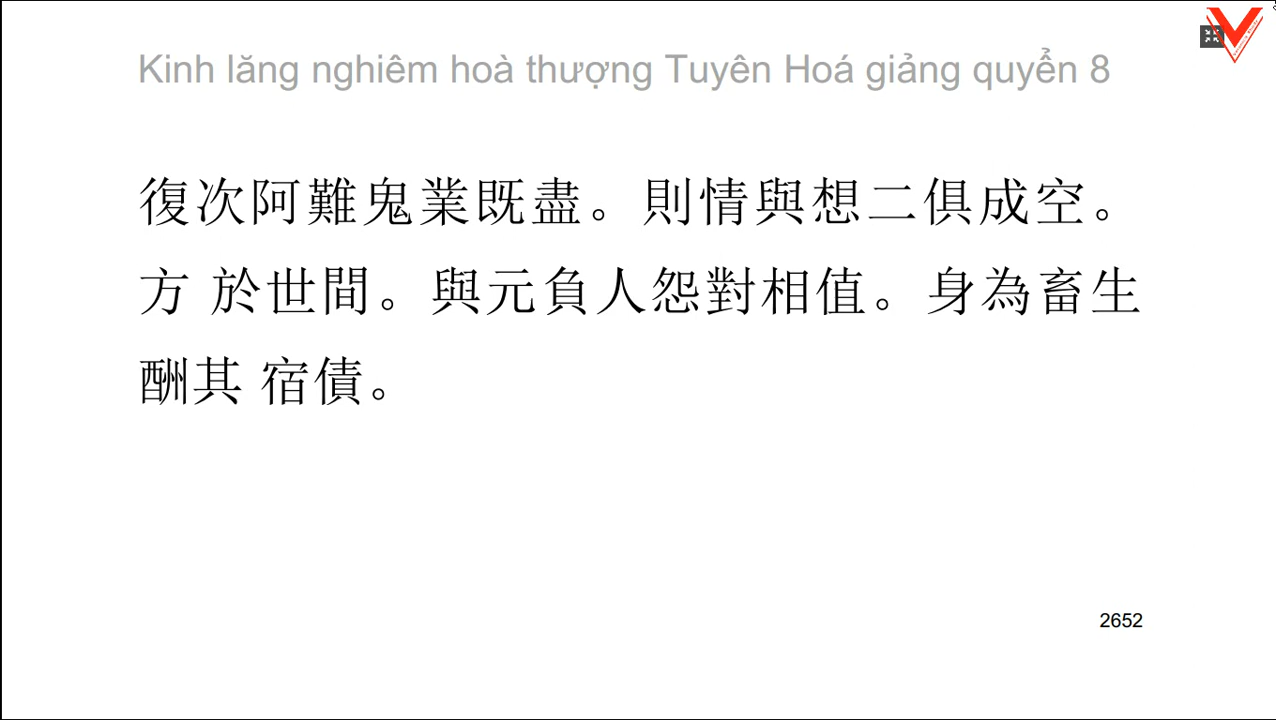 Kinh lăng nghiêm hoà thượng Tuyên Hoá giảng quyển 8
復次阿難鬼業既盡。則情與想二俱成空。
方 於世間。與元負人怨對相值。身為畜生
酬其 宿債。
2652